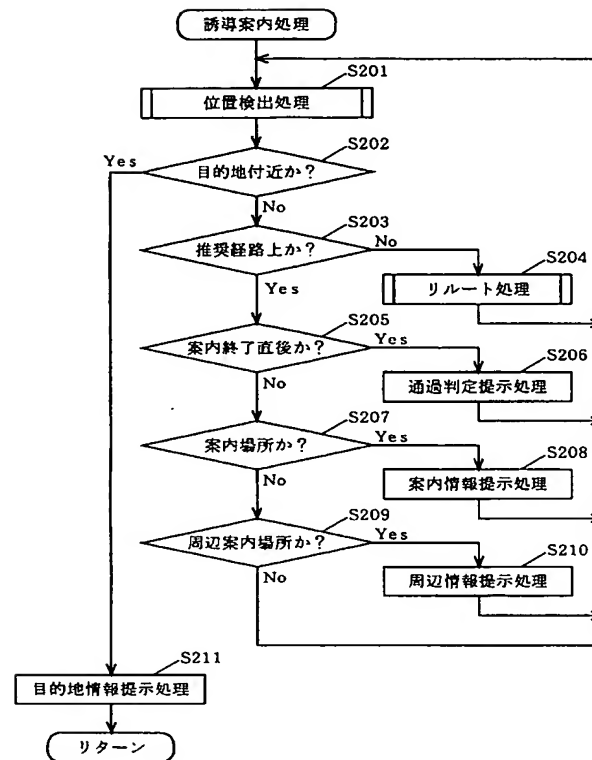 誘導案内処理
S201
位置検出処理
S202
Yes
目的地付近か?
No
S203
推奨経路上か?
No
S204
Yes
リルート処理
S205
案内終了直後か?
Yes
S206
No
通過判定提示処理
S207
案内場所か?
Yes
S208
No
案内情報提示処理
S209
周辺案内場所か?
Yes
S210
No
周辺情報提示処理
S211
目的地情報提示処理
リターン